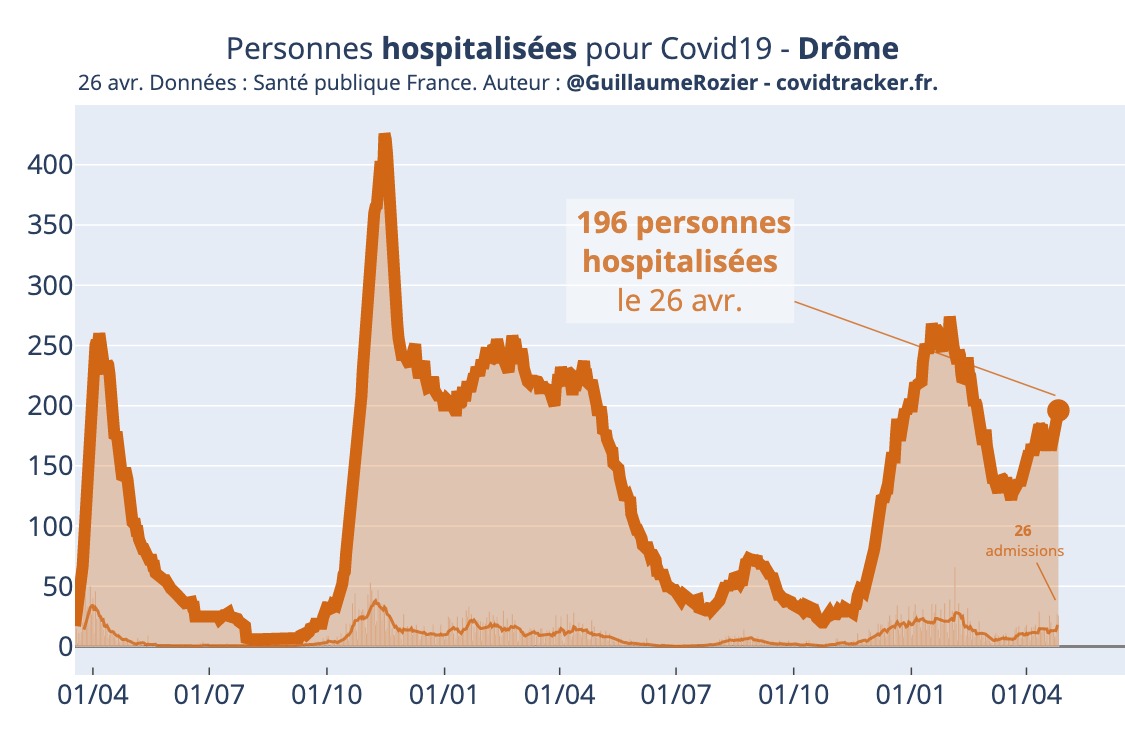 Personnes hospitalisées pour Covid19 - Drôme
26 avr. Données : Santé publique France. Auteur : @GuillaumeRozier - covidtracker.fr.
400
350
300
250
200
150
100
50
0
196 personnes
hospitalisées
le 26 avr.
26
admissions
01/04 01/07 01/10 01/01 01/04 01/07 01/10 01/01 01/04